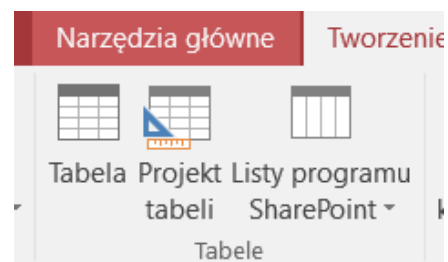 Narzędzia główne Tworzenie
Tabela Projekt Listy programu
tabeli SharePoint
Tabele